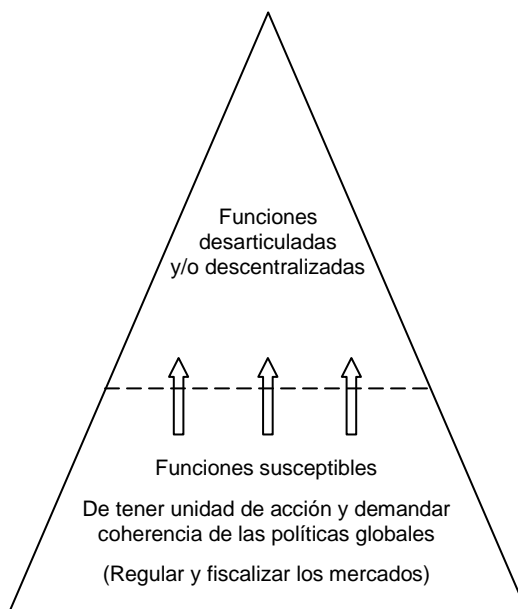 Funciones
desarticuladas
y/o descentralizadas
Funciones susceptibles
De tener unidad de acción y demandar
coherencia de las políticas globales
(Regular y fiscalizar los mercados)